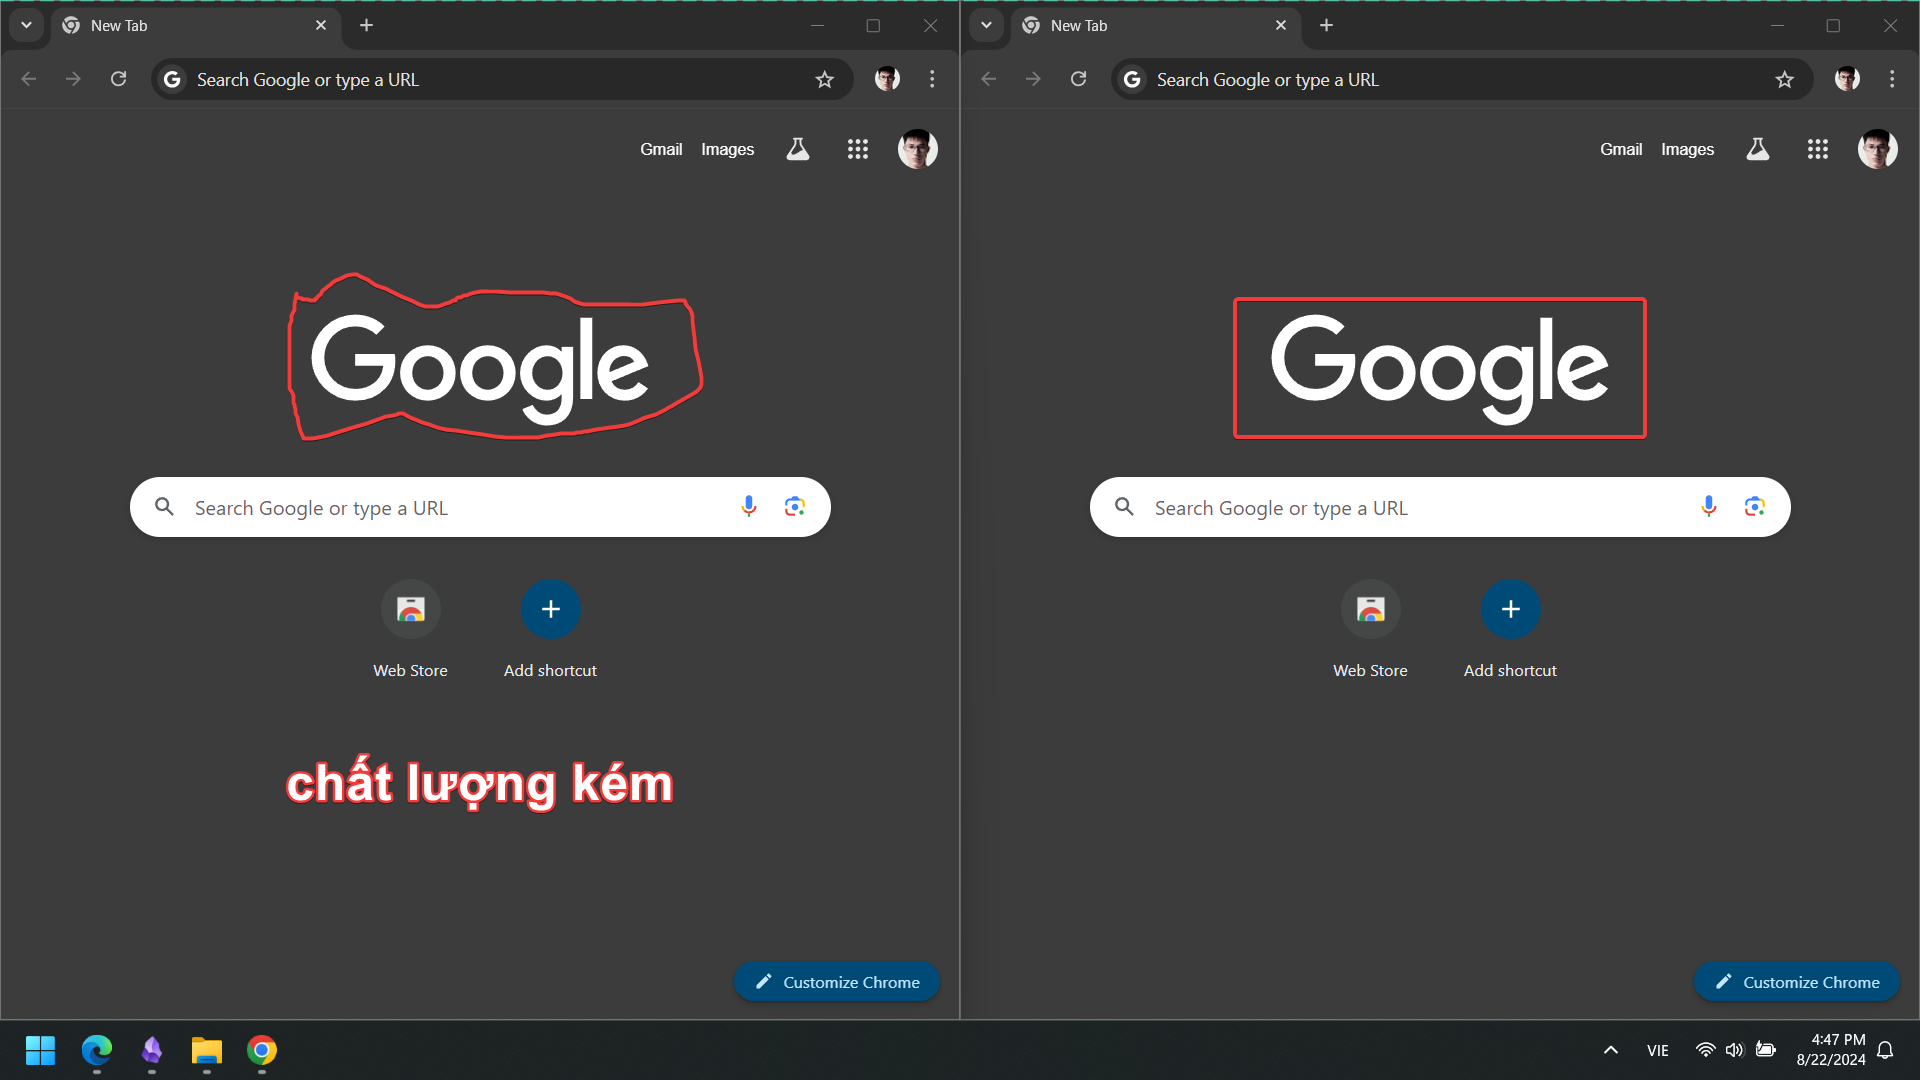 New Tab
Search Google or type a URL
Gmail Images
Google
Search Google or type a URL
Web Store
Add shortcut
chất lượng kém
Customize Chrome
New Tab
Search Google or type a URL
Gmail Images
Google
Search Google or type a URL
Web Store
Add shortcut
Customize Chrome
VIE
4:47 PM
8/22/2024